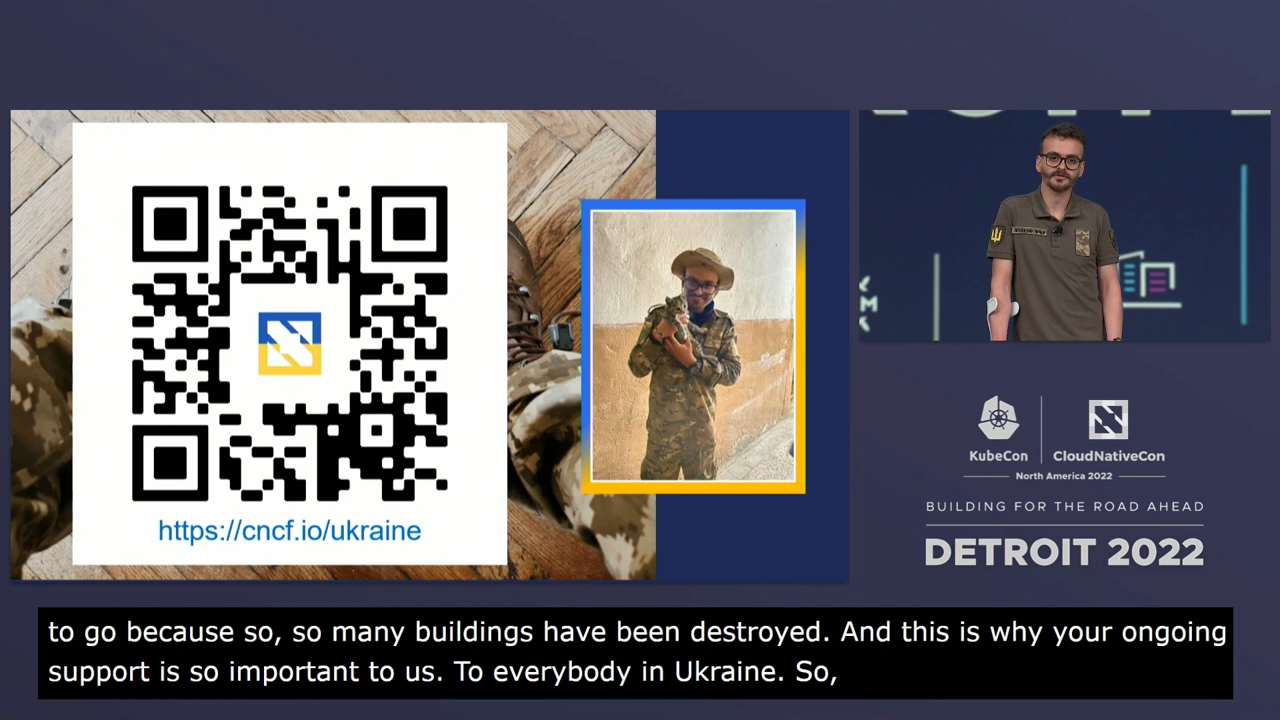 https://cncf.io/ukraine
KubeCon
CloudNativeCon
North America 2022
BUILDING FOR THE ROAD AHEAD
DETROIT 2022
to go because so, so many buildings have been destroyed. And this is why your ongoing
support is so important to us. To everybody in Ukraine. So,